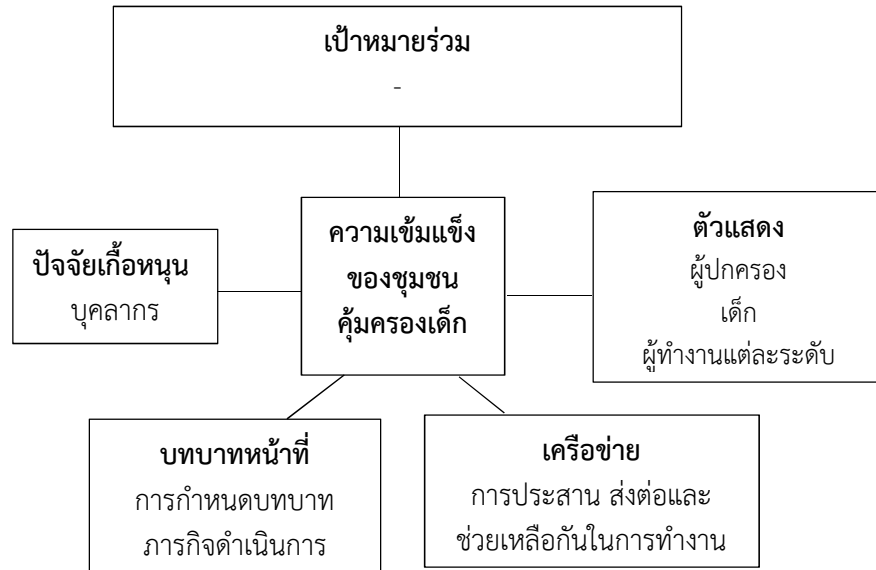 เป้าหมายร่วม
-
ความเข้มแข็ง
ของชุมชน
คุ้มครองเด็ก
ปัจจัยเกื้อหนุน
บุคลากร
ตัวแสดง
ผู้ปกครอง
เด็ก
ผู้ทำงานแต่ละระดับ
บทบาทหน้าที่
การกำหนดบทบาท
ภารกิจดำเนินการ
เครือข่าย
การประสาน ส่งต่อและ
ช่วยเหลือกันในการทำงาน